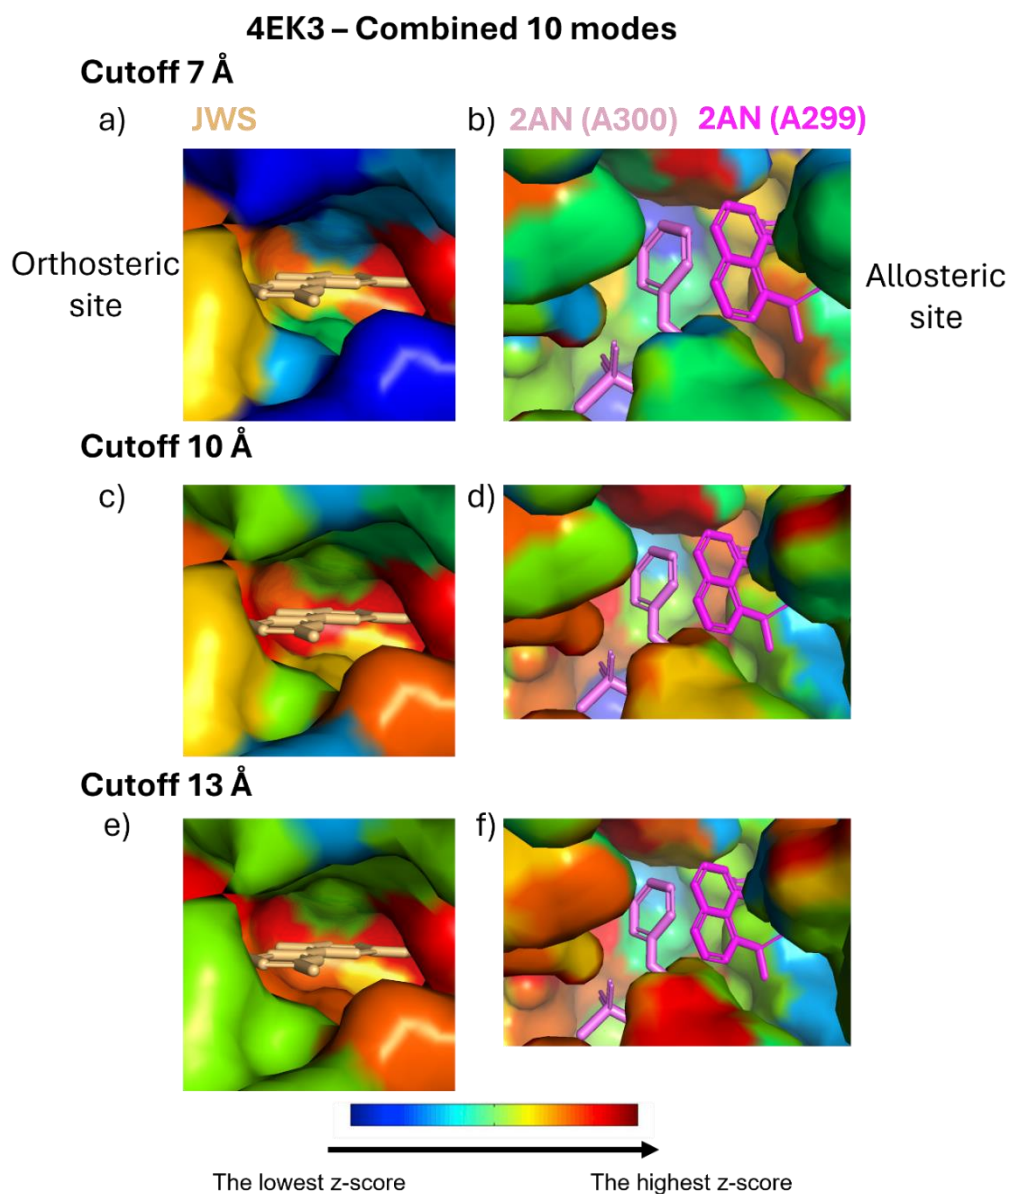 4EK3 – Combined 10 modes
Cutoff 7 Å
a) JWS b) 2AN (A300) 2AN (A299)
Orthosteric
site
Allosteric
site
Cutoff 10 Å
c) d)
Cutoff 13 Å
e) f)
The lowest z-score The highest z-score